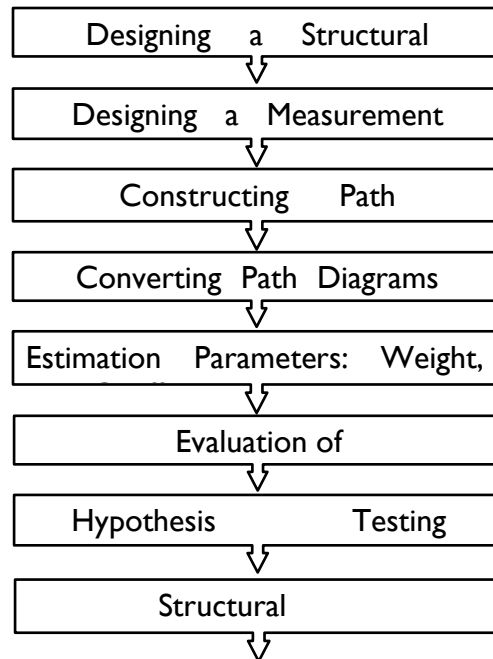 Designing a Structural
Designing a Measurement
Constructing Path
Converting Path Diagrams
Estimation Parameters: Weight,
Evaluation of
Hypothesis Testing
Structural